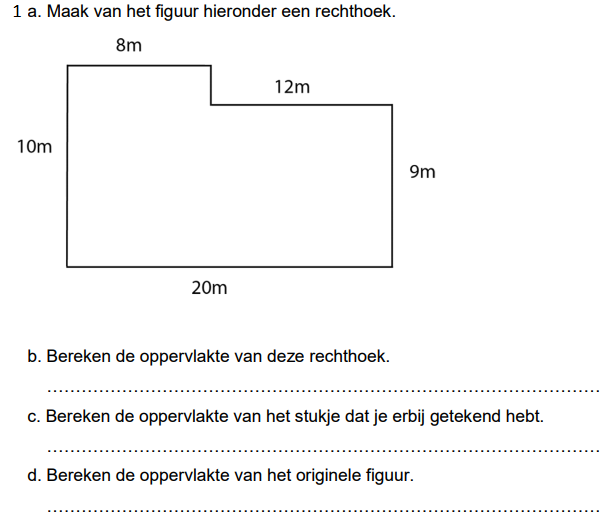 1 a. Maak van het figuur hieronder een rechthoek.
8m
12m
10m
9m
20m
b. Bereken de oppervlakte van deze rechthoek.
c. Bereken de oppervlakte van het stukje dat je erbij getekend hebt.
d. Bereken de oppervlakte van het originele figuur.